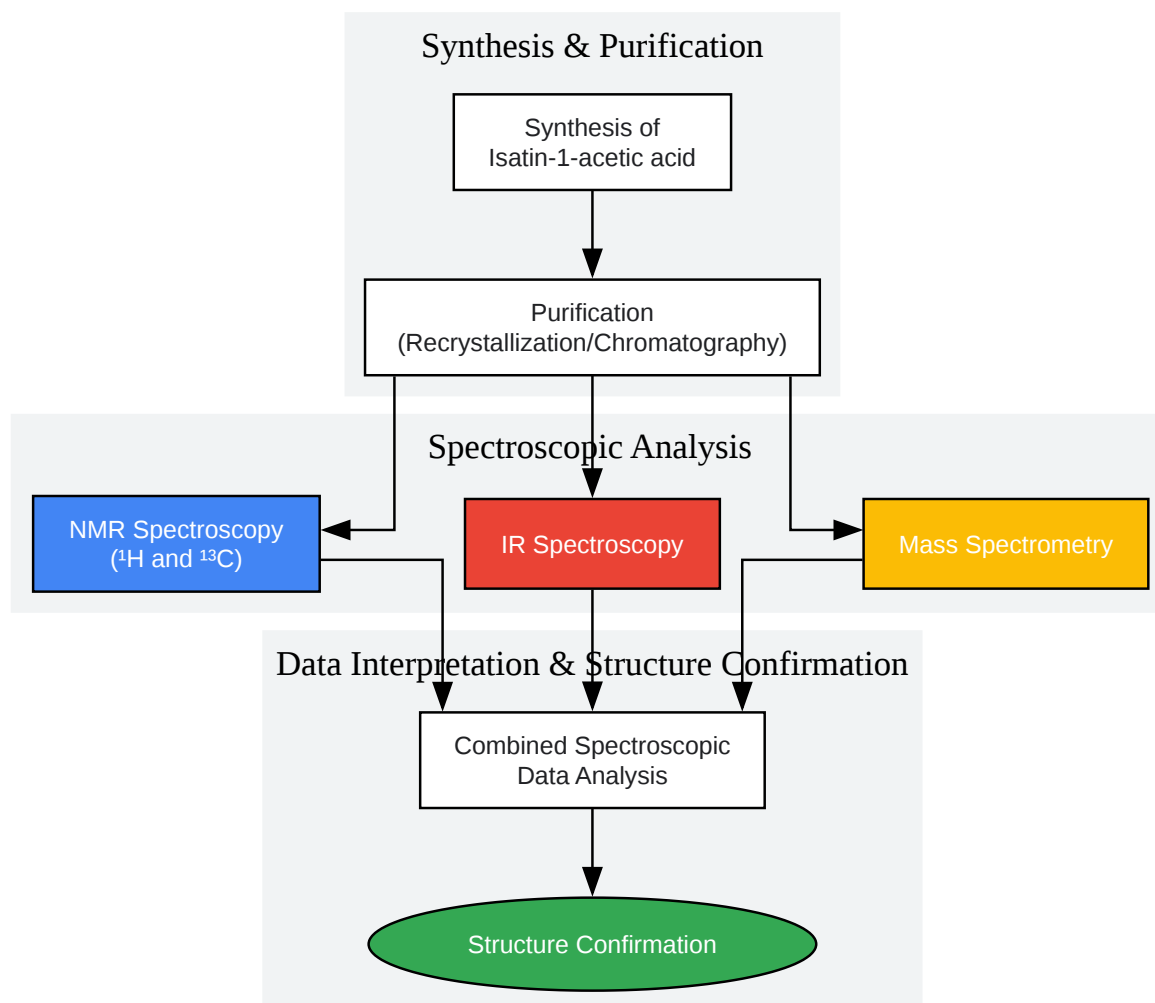 Synthesis & Purification
Synthesis of
Isatin-1-acetic acid
Purification
(Recrystallization/Chromatography)
Spectroscopic Analysis
NMR Spectroscopy
(¹H and ¹³C)
IR Spectroscopy
Mass Spectrometry
Data Interpretation & Structure Confirmation
Combined Spectroscopic
Data Analysis
Structure Confirmation